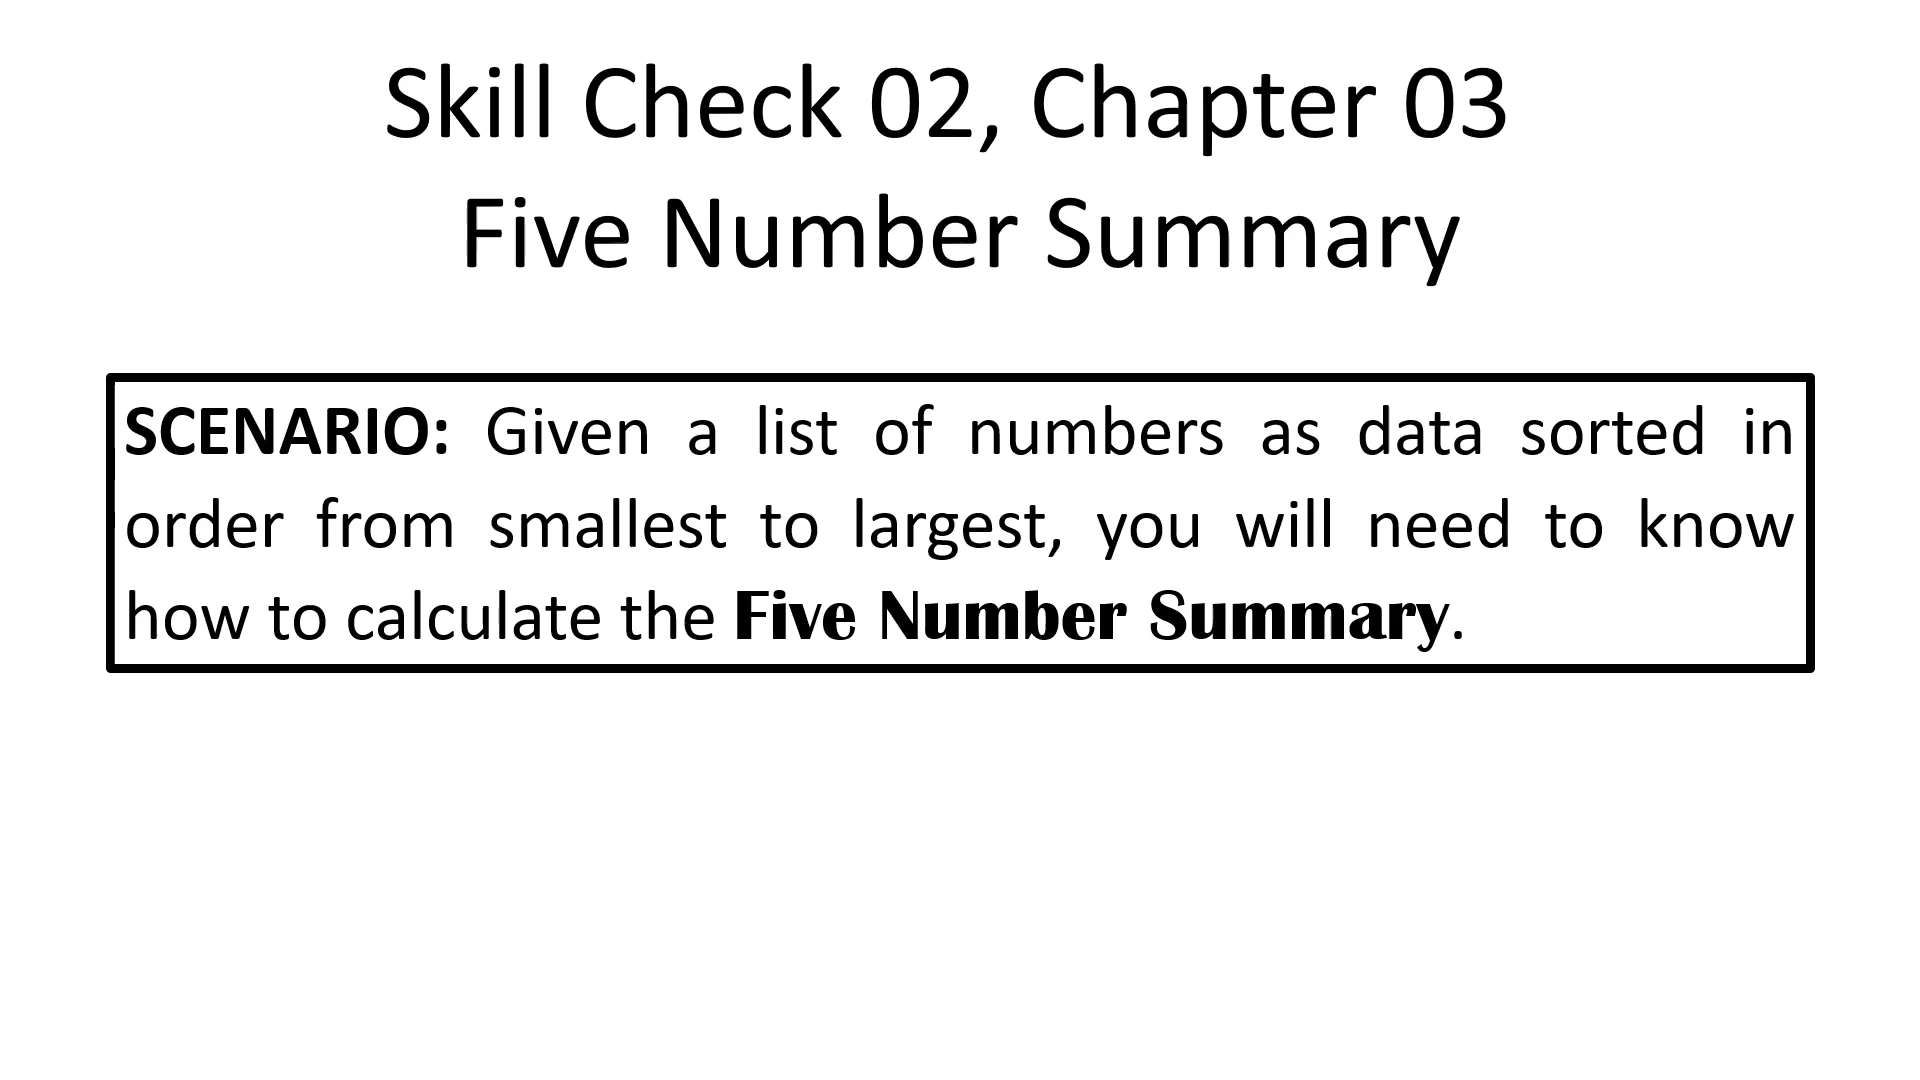 Skill Check 02, Chapter 03
Five Number Summary
SCENARIO: Given a list of numbers as data sorted in
order from smallest to largest, you will need to know
how to calculate the Five Number Summary.